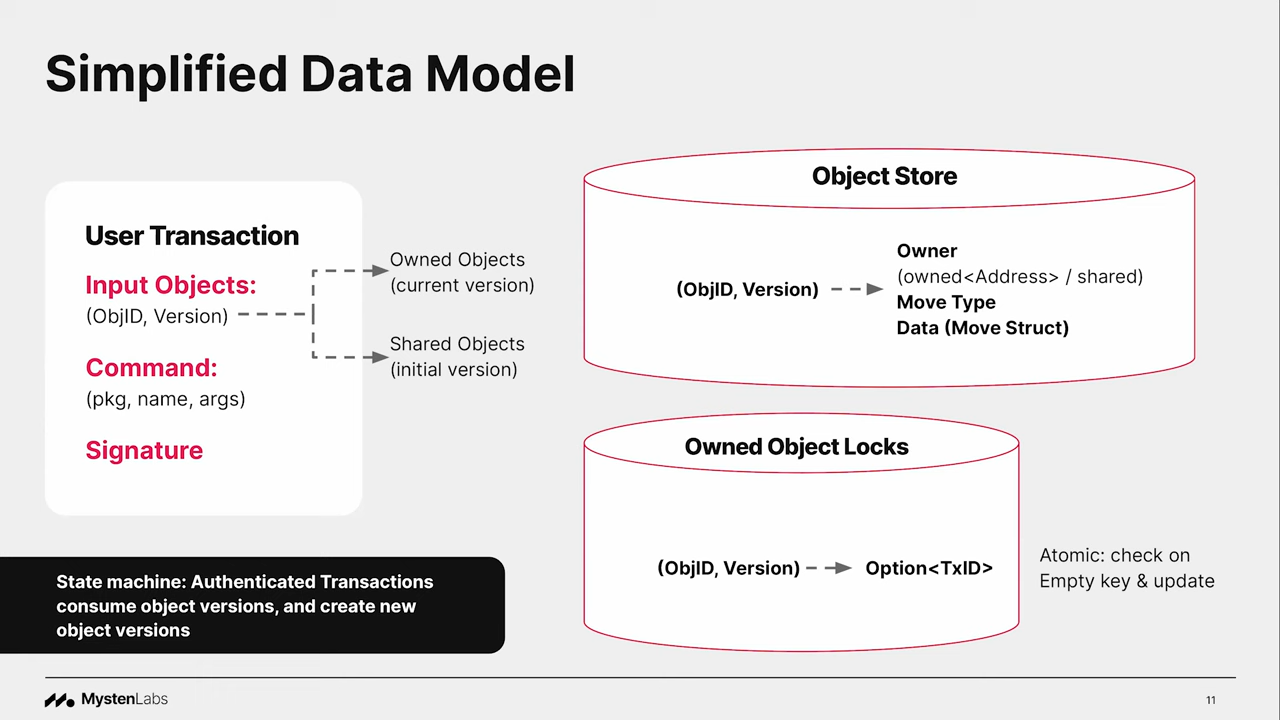 Simplified Data Model
User Transaction
Input Objects:
(ObjID, Version)
Command:
(pkg, name, args)
Signature
Owned Objects
(current version)
Shared Objects
(initial version)
Object Store
(ObjID, Version)
Owner
(owned<Address> / shared)
Move Type
Data (Move Struct)
Owned Object Locks
(ObjID, Version)
Option<TxID>
Atomic: check on
Empty key & update
State machine: Authenticated Transactions
consume object versions, and create new
object versions
MystenLabs
11